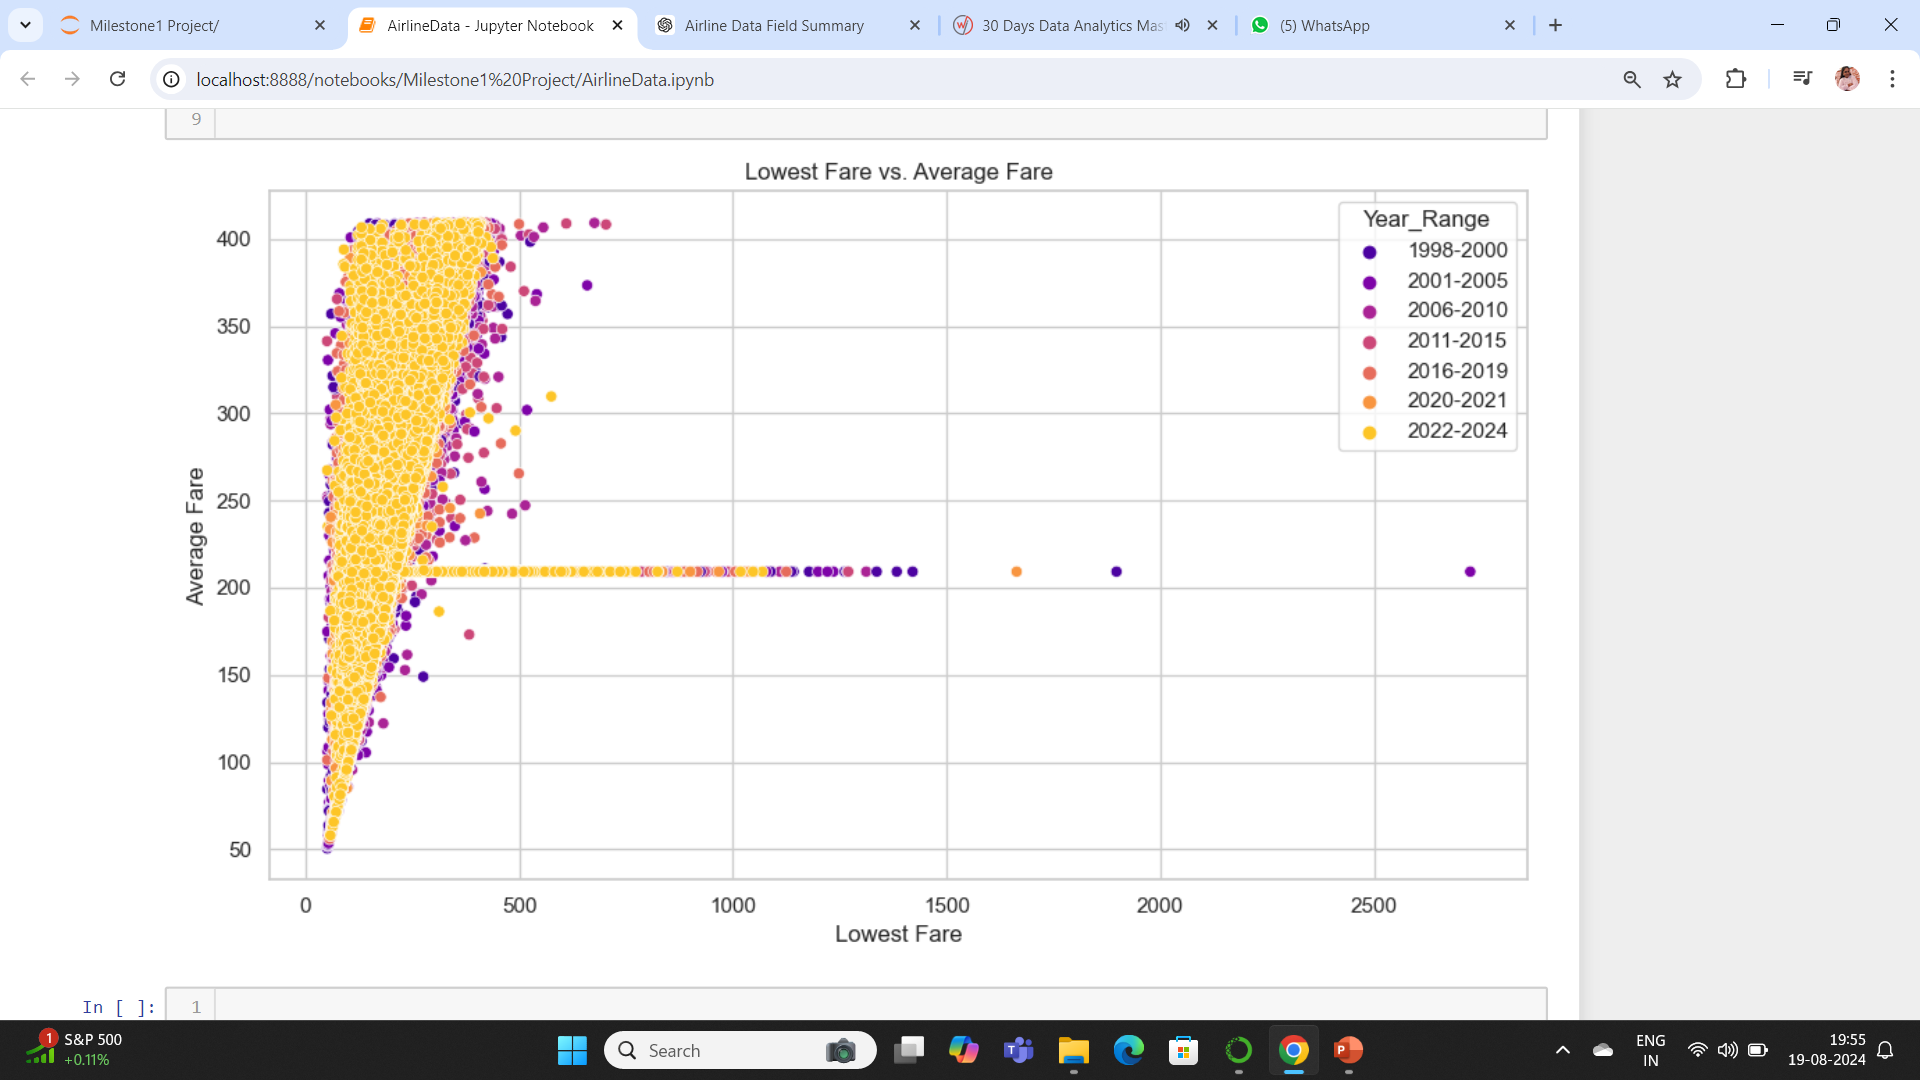 Milestone1 Project/
AirlineData - Jupyter Notebook
Airline Data Field Summary
30 Days Data Analytics Mas
(5) WhatsApp
localhost:8888/notebooks/Milestone1%20Project/AirlineData.ipynb
9
Lowest Fare vs. Average Fare
Year_Range
1998-2000
2001-2005
2006-2010
2011-2015
2016-2019
2020-2021
2022-2024
400
350
300
250
200
150
100
50
Average Fare
0 500 1000 1500 2000 2500
Lowest Fare
In [ ]: 1
1
S&P 500
+0.11%
Search
ENG
IN
19:55
19-08-2024